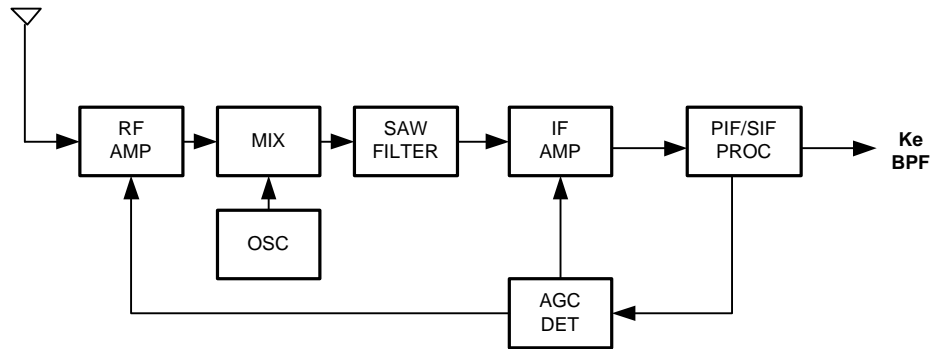 RF
AMP
MIX
SAW
FILTER
IF
AMP
PIF/SIF
PROC
Ke
BPF
OSC
AGC
DET